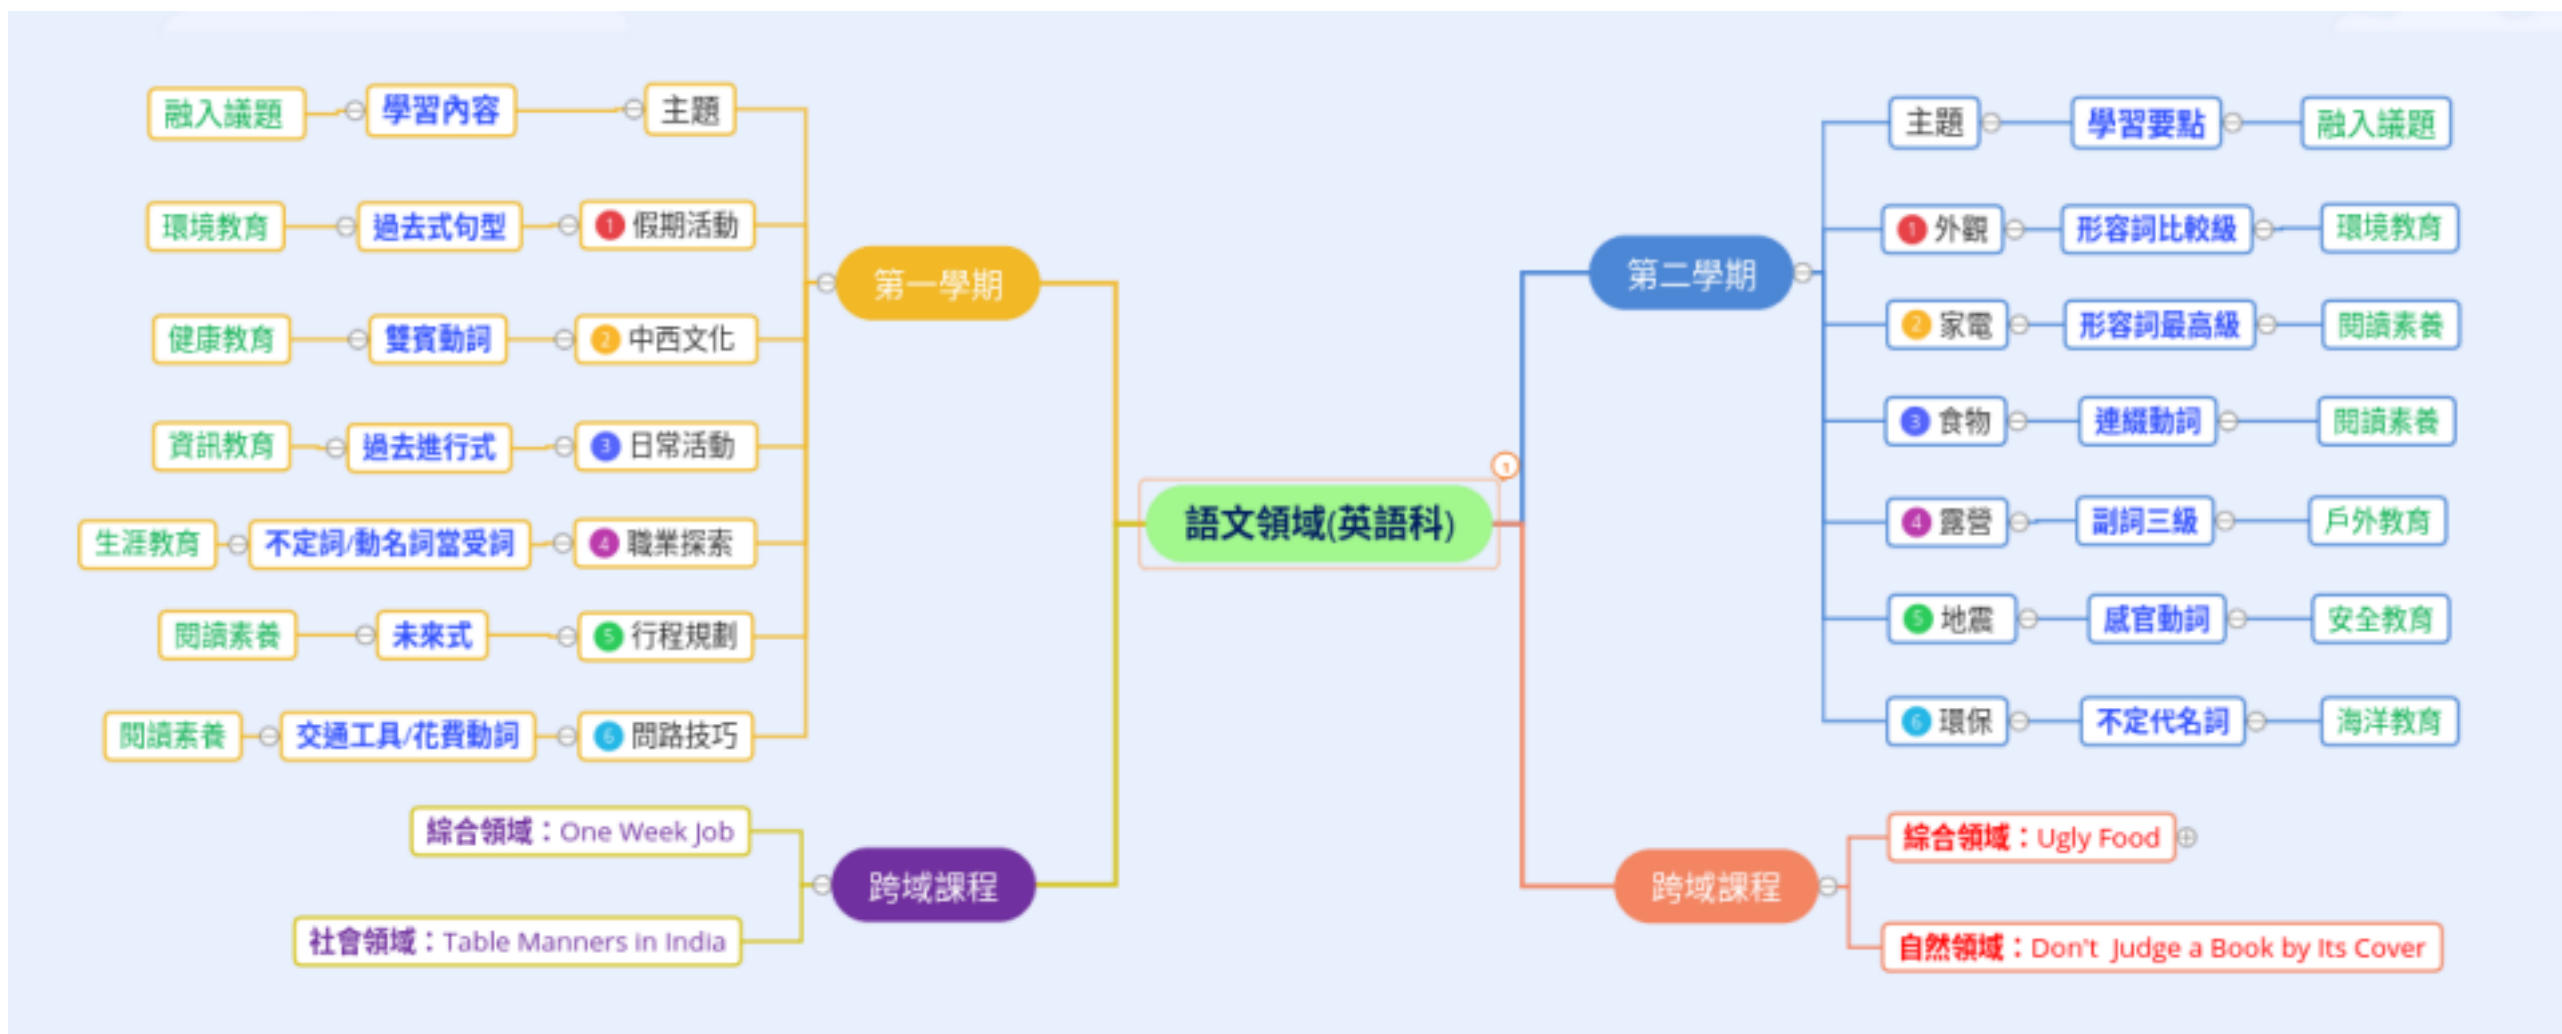 語文領域(英語科)
1
第一學期
主題 學習內容 融入議題
1 假期活動 過去式句型 環境教育
2 中西文化 雙賓動詞 健康教育
3 日常活動 過去進行式 資訊教育
4 職業探索 不定詞/動名詞當受詞 生涯教育
5 行程規劃 未來式 閱讀素養
6 問路技巧 交通工具/花費動詞 閱讀素養
跨域課程
綜合領域：One Week Job
社會領域：Table Manners in India
第二學期
主題 學習要點 融入議題
1 外觀 形容詞比較級 環境教育
2 家電 形容詞最高級 閱讀素養
3 食物 連綴動詞 閱讀素養
4 露營 副詞三級 戶外教育
5 地震 感官動詞 安全教育
6 環保 不定代名詞 海洋教育
跨域課程
綜合領域：Ugly Food
自然領域：Don't Judge a Book by Its Cover